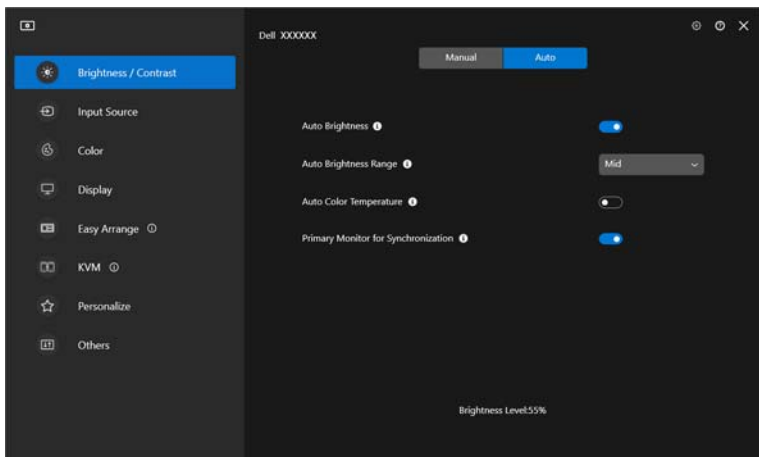 Dell XXXXXX
Manual
Auto
Brightness / Contrast
Input Source
Color
Display
Easy Arrange
KVM
Personalize
Others
Auto Brightness
Auto Brightness Range
Mid
Auto Color Temperature
Primary Monitor for Synchronization
Brightness Level:55%